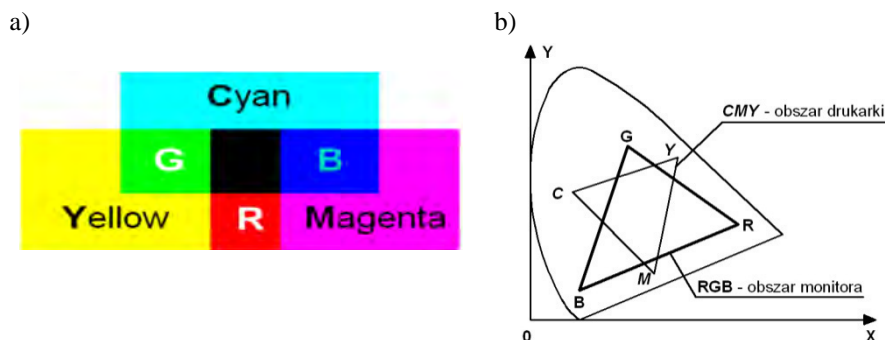 a)
Cyan
G
B
Yellow
R
Magenta
b)
Y
CMY - obszar drukarki
G
Y
C
R
M
B
RGB - obszar monitora
0
X